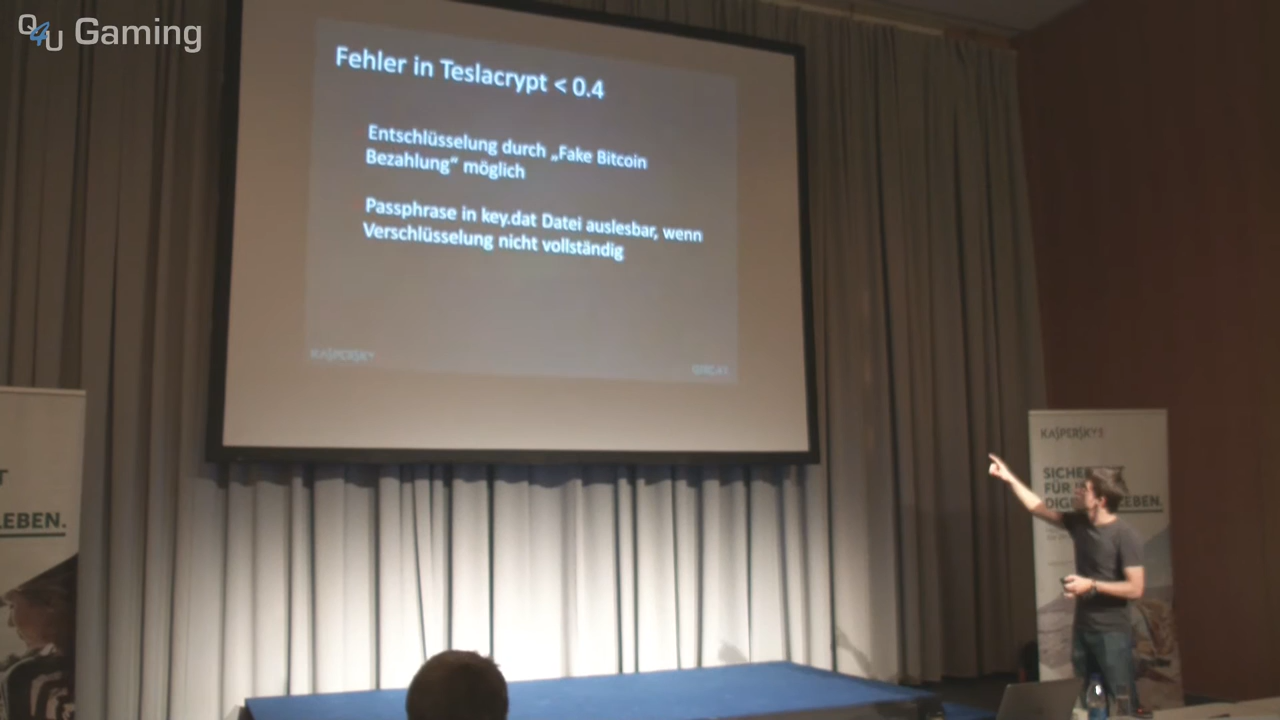 Q4U Gaming
Fehler in Teslacrypt < 0.4
Entschlüsselung durch „Fake Bitcoin
Bezahlung“ möglich
Passphrase in key.dat Datei auslesbar, wenn
Verschlüsselung nicht vollständig
KASPERSKY
KASPERSKY
FÜR
LEBEN.